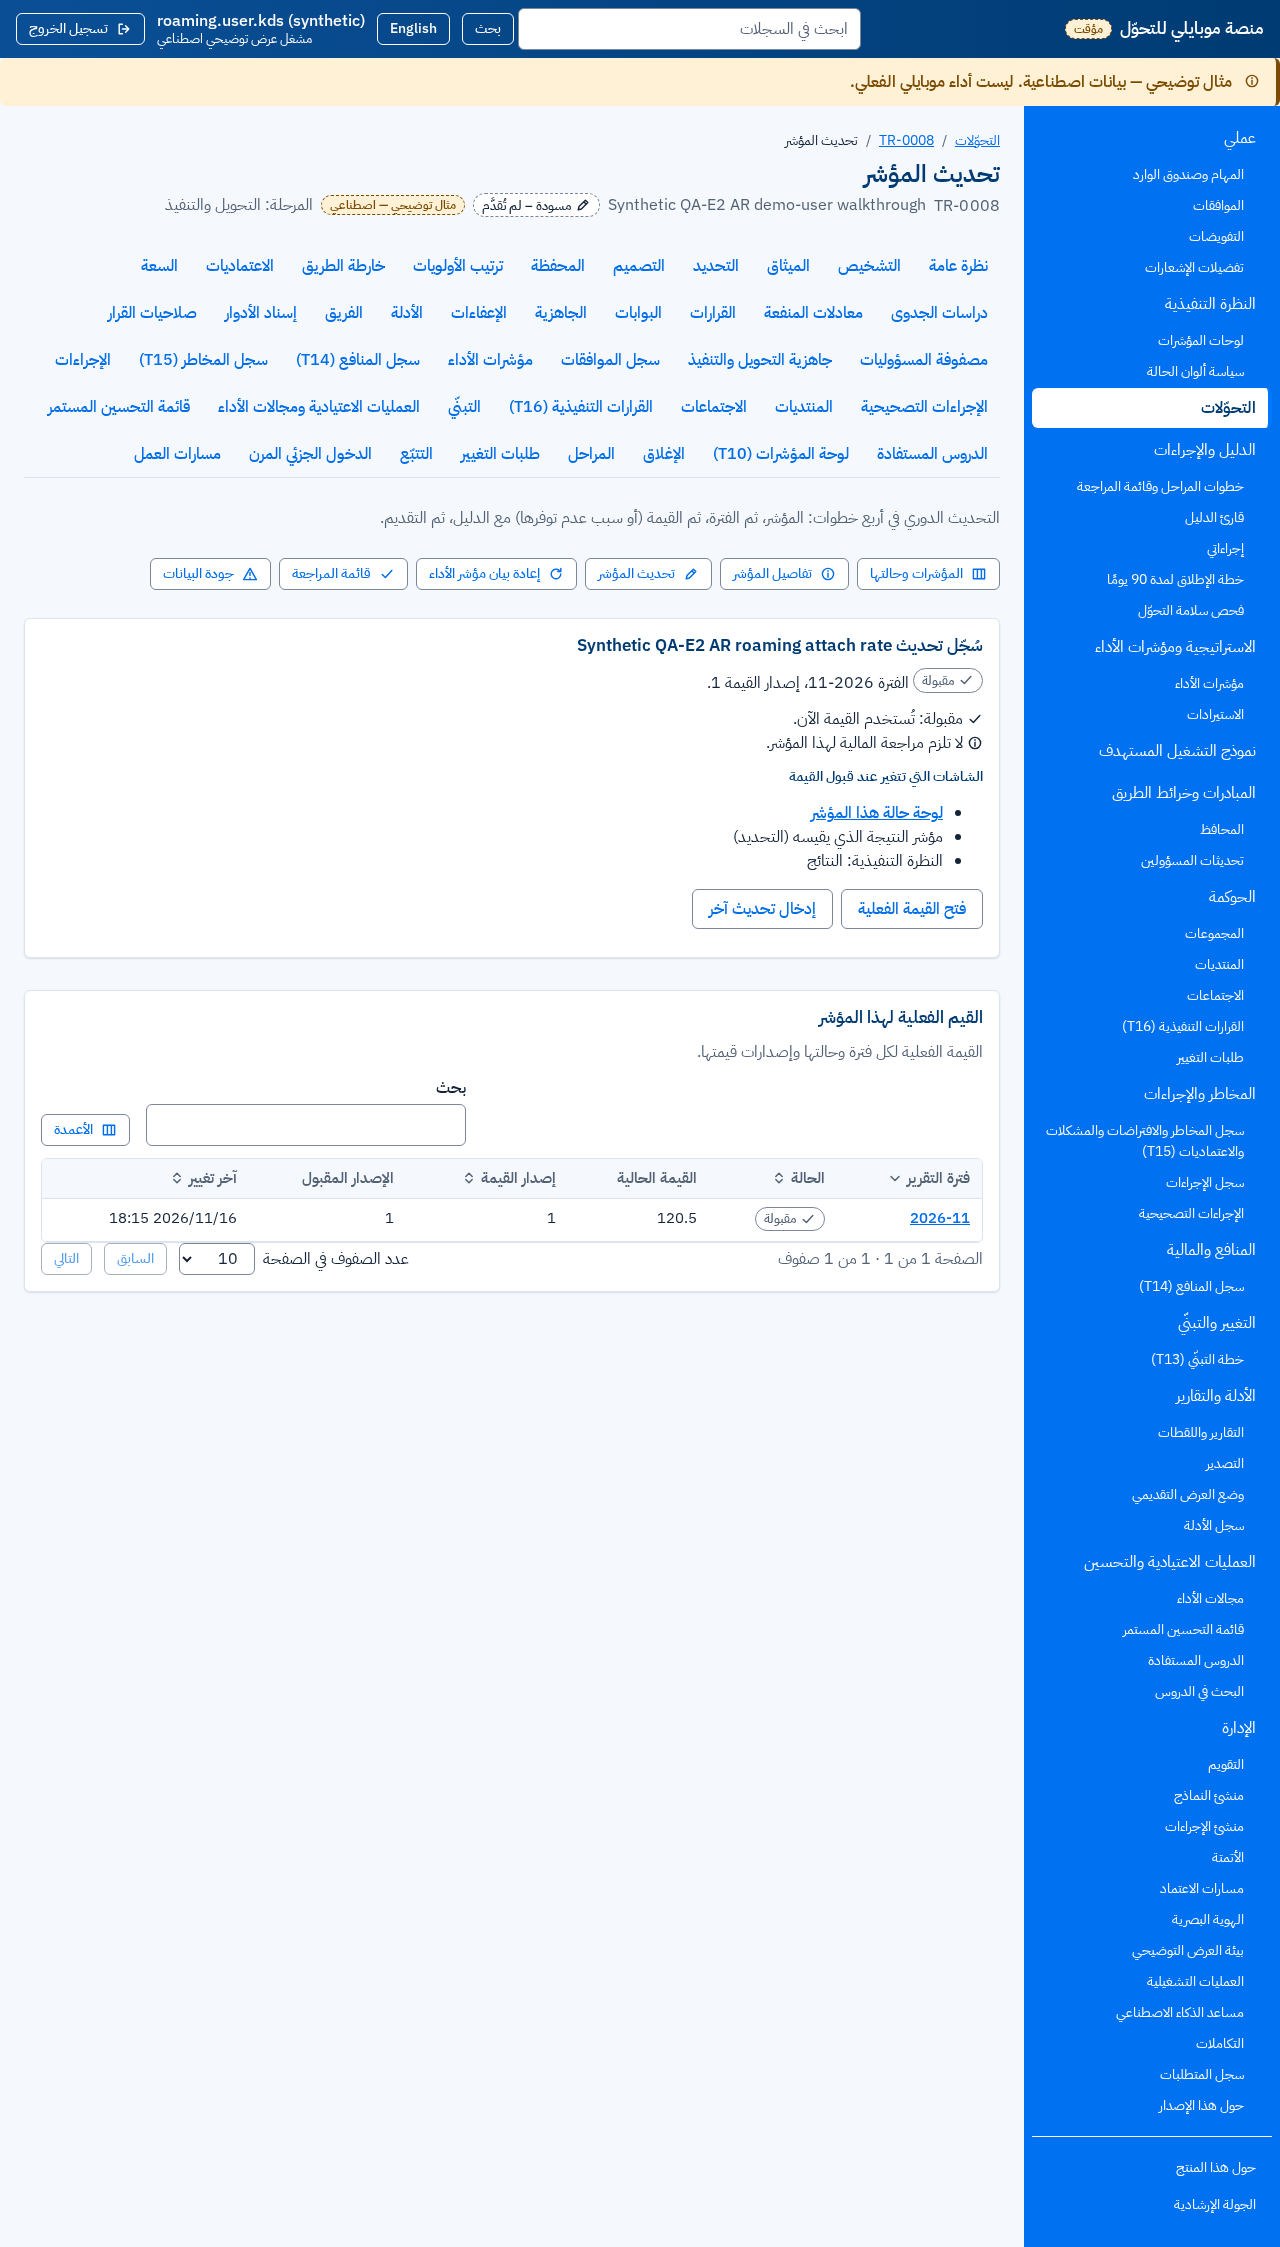 منصة موبايلي للتحوّل مؤقت
ابحث في السجلات
بحث
English
roaming.user.kds (synthetic)
مشغل عرض توضيحي اصطناعي
تسجيل الخروج
مثال توضيحي — بيانات اصطناعية. ليست أداء موبايلي الفعلي.
عملي
المهام وصندوق الوارد
الموافقات
التفويضات
تفضيلات الإشعارات
النظرة التنفيذية
لوحات المؤشرات
سياسة ألوان الحالة
التحوّلات
الدليل والإجراءات
خطوات المراحل وقائمة المراجعة
قارئ الدليل
إجراءاتي
خطة الإطلاق لمدة 90 يومًا
فحص سلامة التحوّل
الاستراتيجية ومؤشرات الأداء
مؤشرات الأداء
الاستيرادات
نموذج التشغيل المستهدف
المبادرات وخرائط الطريق
المحافظ
تحديثات المسؤولين
الحوكمة
المجموعات
المنتديات
الاجتماعات
القرارات التنفيذية (T16)
طلبات التغيير
المخاطر والإجراءات
سجل المخاطر والافتراضات والمشكلات
والاعتماديات (T15)
سجل الإجراءات
الإجراءات التصحيحية
المنافع والمالية
سجل المنافع (T14)
التغيير والتبنّي
خطة التبنّي (T13)
الأدلة والتقارير
التقارير واللقطات
التصدير
وضع العرض التقديمي
سجل الأدلة
العمليات الاعتيادية والتحسين
مجالات الأداء
قائمة التحسين المستمر
الدروس المستفادة
البحث في الدروس
الإدارة
التقويم
منشئ النماذج
منشئ الإجراءات
الأتمتة
مسارات الاعتماد
الهوية البصرية
بيئة العرض التوضيحي
العمليات التشغيلية
مساعد الذكاء الاصطناعي
التكاملات
سجل المتطلبات
حول هذا الإصدار
حول هذا المنتج
الجولة الإرشادية
التحوّلات / TR-0008 / تحديث المؤشر
تحديث المؤشر
TR-0008 Synthetic QA-E2 AR demo-user walkthrough مسودة – لم تُقدَّم مثال توضيحي — اصطناعي المرحلة: التحويل والتنفيذ
نظرة عامة التشخيص الميثاق التحديد التصميم المحفظة ترتيب الأولويات خارطة الطريق الاعتماديات السعة
دراسات الجدوى معادلات المنفعة القرارات البوابات الجاهزية الإعفاءات الأدلة الفريق إسناد الأدوار صلاحيات القرار
مصفوفة المسؤوليات جاهزية التحويل والتنفيذ سجل الموافقات مؤشرات الأداء سجل المنافع (T14) سجل المخاطر (T15) الإجراءات
الإجراءات التصحيحية المنتديات الاجتماعات القرارات التنفيذية (T16) التبنّي العمليات الاعتيادية ومجالات الأداء قائمة التحسين المستمر
الدروس المستفادة لوحة المؤشرات (T10) الإغلاق المراحل طلبات التغيير التتبّع الدخول الجزئي المرن مسارات العمل
التحديث الدوري في أربع خطوات: المؤشر، ثم الفترة، ثم القيمة (أو سبب عدم توفرها) مع الدليل، ثم التقديم.
المؤشرات وحالتها تفاصيل المؤشر تحديث المؤشر إعادة بيان مؤشر الأداء قائمة المراجعة جودة البيانات
سُجّل تحديث Synthetic QA-E2 AR roaming attach rate
مقبولة الفترة 2026-11، إصدار القيمة 1.
مقبولة: تُستخدم القيمة الآن.
لا تلزم مراجعة المالية لهذا المؤشر.
الشاشات التي تتغير عند قبول القيمة
لوحة حالة هذا المؤشر
مؤشر النتيجة الذي يقيسه (التحديد)
النظرة التنفيذية: النتائج
فتح القيمة الفعلية إدخال تحديث آخر
القيم الفعلية لهذا المؤشر
القيمة الفعلية لكل فترة وحالتها وإصدارات قيمتها.
بحث
الأعمدة
فترة التقرير الحالة القيمة الحالية إصدار القيمة الإصدار المقبول آخر تغيير
2026-11 مقبولة 120.5 1 1 2026/11/16 18:15
الصفحة 1 من 1 · 1 من 1 صفوف عدد الصفوف في الصفحة 10 السابق التالي